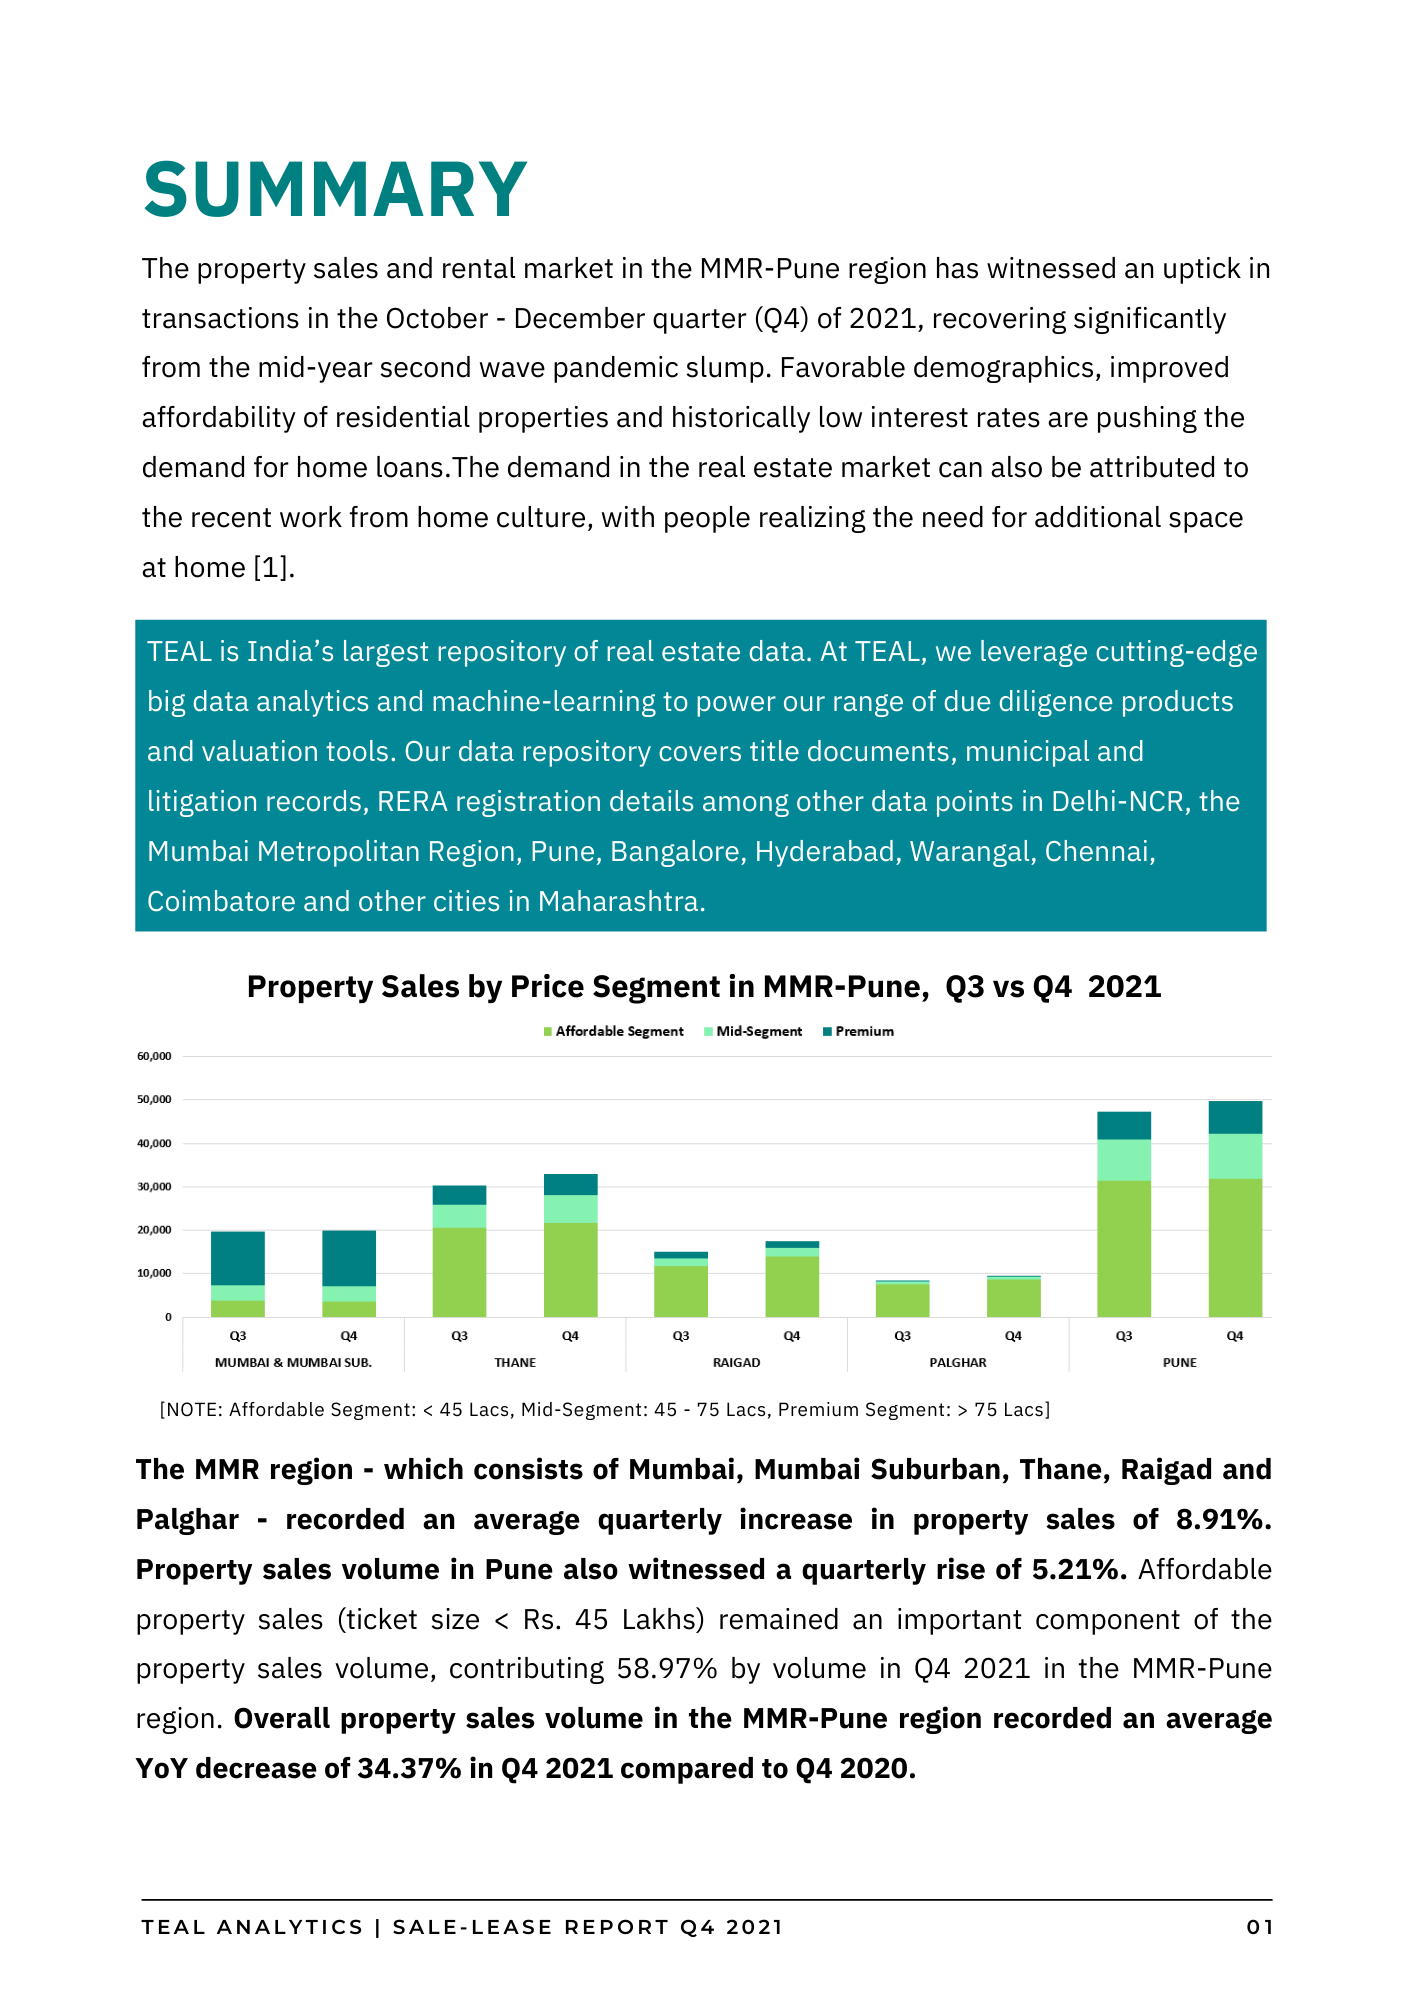 SUMMARY
The property sales and rental market in the MMR-Pune region has witnessed an uptick in
transactions in the October - December quarter (Q4) of 2021, recovering significantly
from the mid-year second wave pandemic slump. Favorable demographics, improved
affordability of residential properties and historically low interest rates are pushing the
demand for home loans.The demand in the real estate market can also be attributed to
the recent work from home culture, with people realizing the need for additional space
at home [1].
TEAL is India’s largest repository of real estate data. At TEAL, we leverage cutting-edge
big data analytics and machine-learning to power our range of due diligence products
and valuation tools. Our data repository covers title documents, municipal and
litigation records, RERA registration details among other data points in Delhi-NCR, the
Mumbai Metropolitan Region, Pune, Bangalore, Hyderabad, Warangal, Chennai,
Coimbatore and other cities in Maharashtra.
Property Sales by Price Segment in MMR-Pune, Q3 vs Q4 2021
Affordable Segment Mid-Segment Premium
60,000
50,000
40,000
30,000
20,000
10,000
0
Q3 Q4 Q3 Q4 Q3 Q4 Q3 Q4 Q3 Q4
MUMBAI & MUMBAI SUB. THANE RAIGAD PALGHAR PUNE
[NOTE: Affordable Segment: < 45 Lacs, Mid-Segment: 45 - 75 Lacs, Premium Segment: > 75 Lacs]
The MMR region - which consists of Mumbai, Mumbai Suburban, Thane, Raigad and
Palghar - recorded an average quarterly increase in property sales of 8.91%.
Property sales volume in Pune also witnessed a quarterly rise of 5.21%. Affordable
property sales (ticket size < Rs. 45 Lakhs) remained an important component of the
property sales volume, contributing 58.97% by volume in Q4 2021 in the MMR-Pune
region. Overall property sales volume in the MMR-Pune region recorded an average
YoY decrease of 34.37% in Q4 2021 compared to Q4 2020.
TEAL ANALYTICS | SALE-LEASE REPORT Q4 2021 01